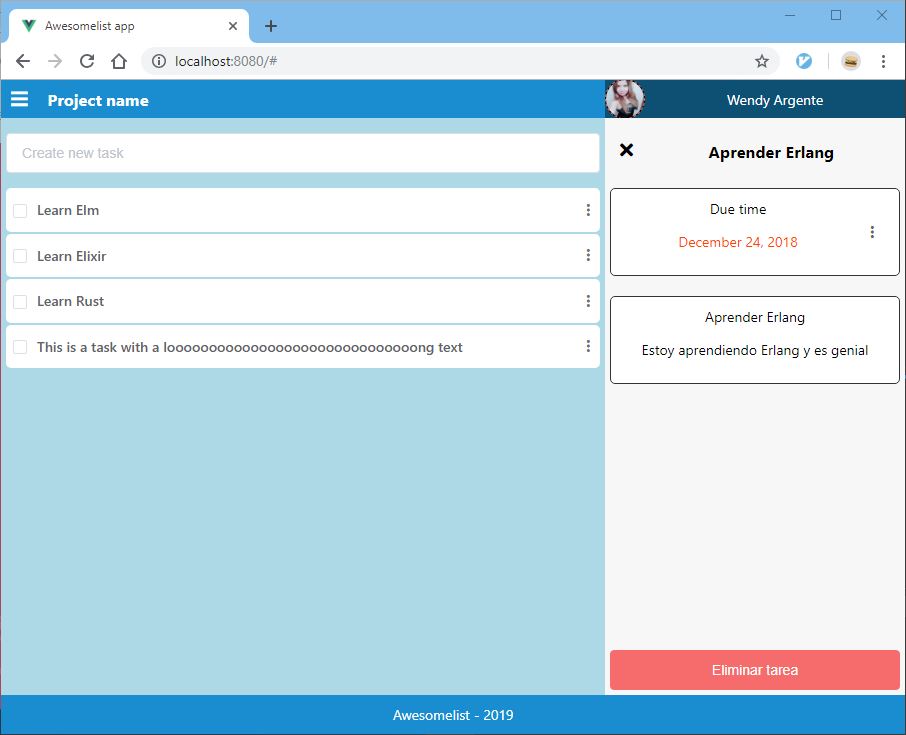 Awesomelist app
localhost:8080/#
Project name
Wendy Argente
Create new task
Learn Elm
Learn Elixir
Learn Rust
This is a task with a looooooooooooooooooooooooooooong text
Aprender Erlang
Due time
December 24, 2018
Aprender Erlang
Estoy aprendiendo Erlang y es genial
Eliminar tarea
Awesomelist - 2019